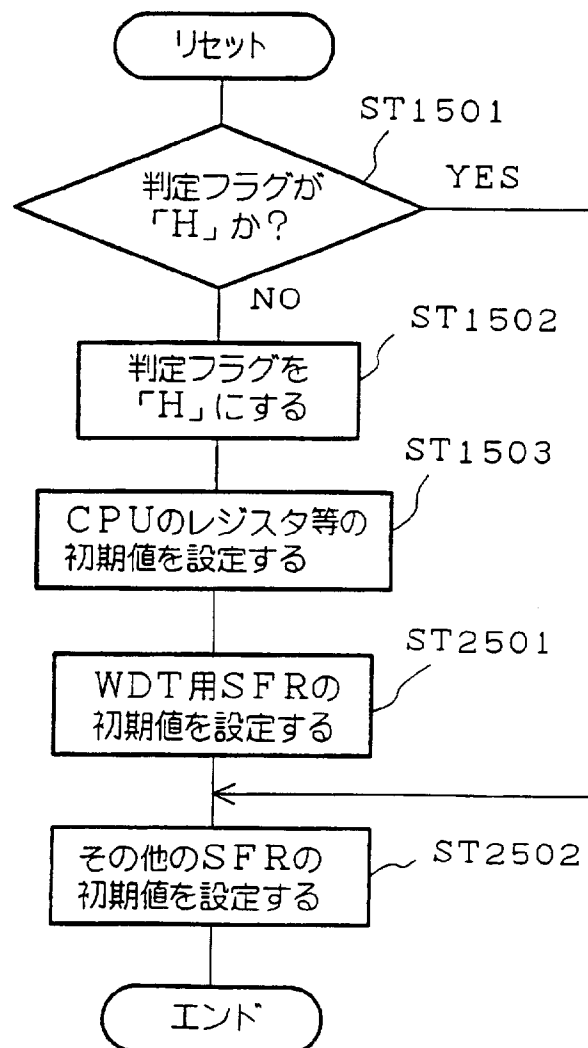 リセット
ST1501
判定フラグが
「H」か?
YES
NO
ST1502
判定フラグを
「H」にする
ST1503
CPUのレジスタ等の
初期値を設定する
ST2501
WDT用SFRの
初期値を設定する
その他のSFRの
初期値を設定する
ST2502
エンド